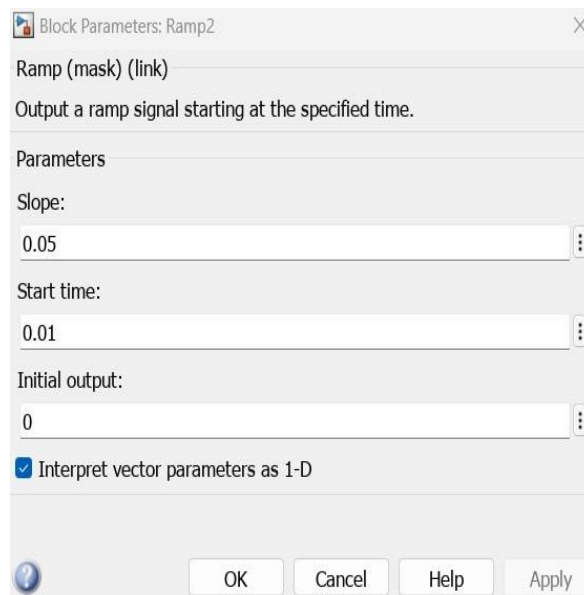 Block Parameters: Ramp2
Ramp (mask) (link)
Output a ramp signal starting at the specified time.
Parameters
Slope:
0.05
Start time:
0.01
Initial output:
0
Interpret vector parameters as 1-D
? OK Cancel Help Apply